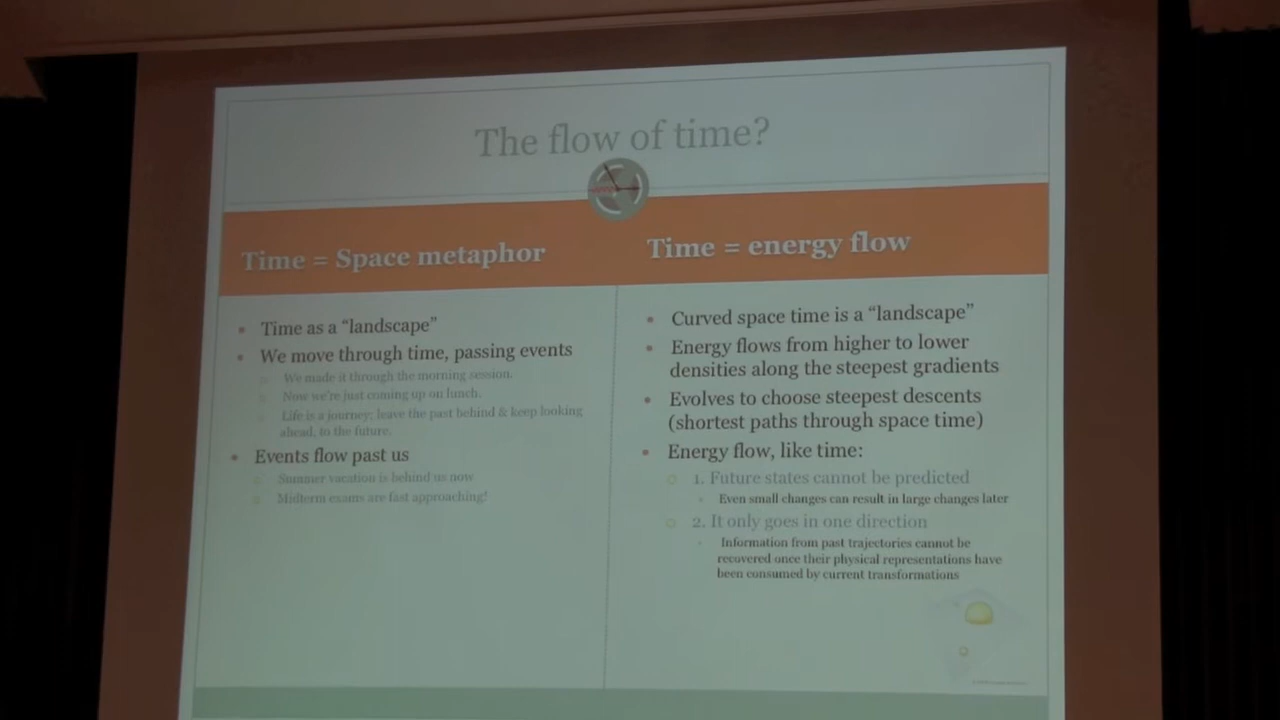 The flow of time?
Time = Space metaphor
Time as a “landscape”
We move through time, passing events
We made it through the morning session.
Now we're just coming up on lunch.
Life is a journey; leave the past behind & keep looking
ahead, to the future.
Events flow past us
Summer vacation is behind us now
Midterm exams are fast approaching!
Time = energy flow
Curved space time is a “landscape”
Energy flows from higher to lower
densities along the steepest gradients
Evolves to choose steepest descents
(shortest paths through space time)
Energy flow, like time:
1. Future states cannot be predicted
Even small changes can result in large changes later
2. It only goes in one direction
Information from past trajectories cannot be
recovered once their physical representations have
been consumed by current transformations